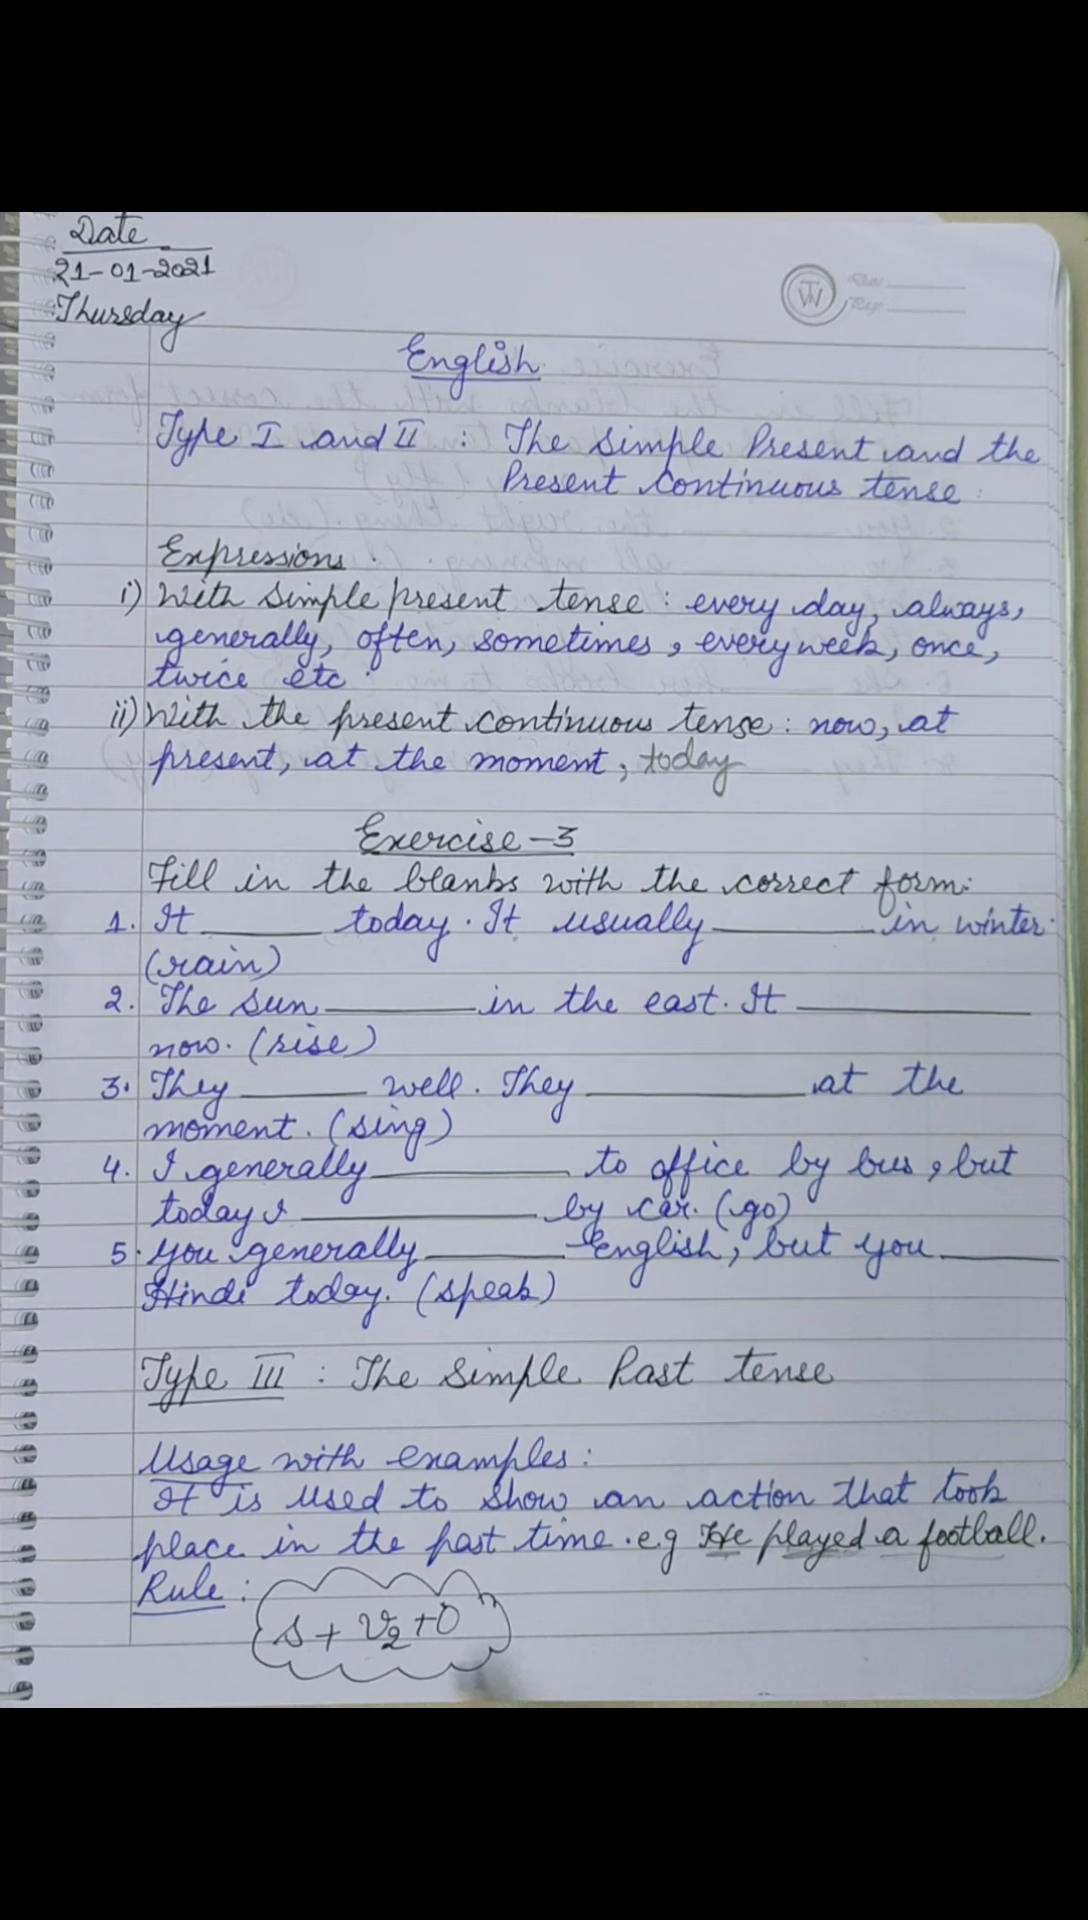 Date
21-01-2021
Thursday
Date
Page
English
Type I and II : The Simple Present and the
Present Continuous tense.
Expressions.
i) With simple present tense : every day, always,
generally, often, sometimes, every week, once,
twice etc.
ii) With the present continuous tense : now, at
present, at the moment, today
Exercise-3
Fill in the blanks with the correct form.
1. It ______ today. It usually ______ in winter.
(rain)
2. The sun ______ in the east. It ______
now. (rise)
3. They ______ well. They ______ at the
moment. (sing)
4. I generally ______ to office by bus, but
today I ______ by car. (go)
5. You generally ______ English, but you ______
Hindi today. (speak)
Type III : The Simple Past tense
Usage with examples :
It is used to show an action that took
place in the past time. e.g He played a football.
Rule :
S + V2 + O